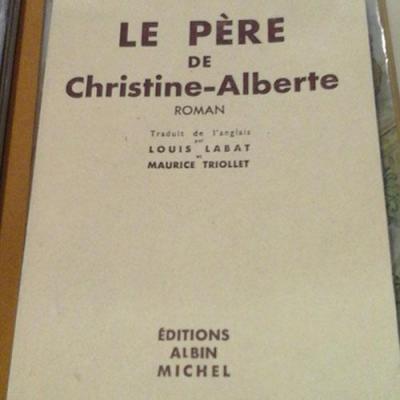 LE PÈRE
DE
Christine-Alberte
ROMAN
Traduit de l'anglais
par
LOUIS LABAT
et
MAURICE TRIOLLET
ÉDITIONS
ALBIN
MICHEL